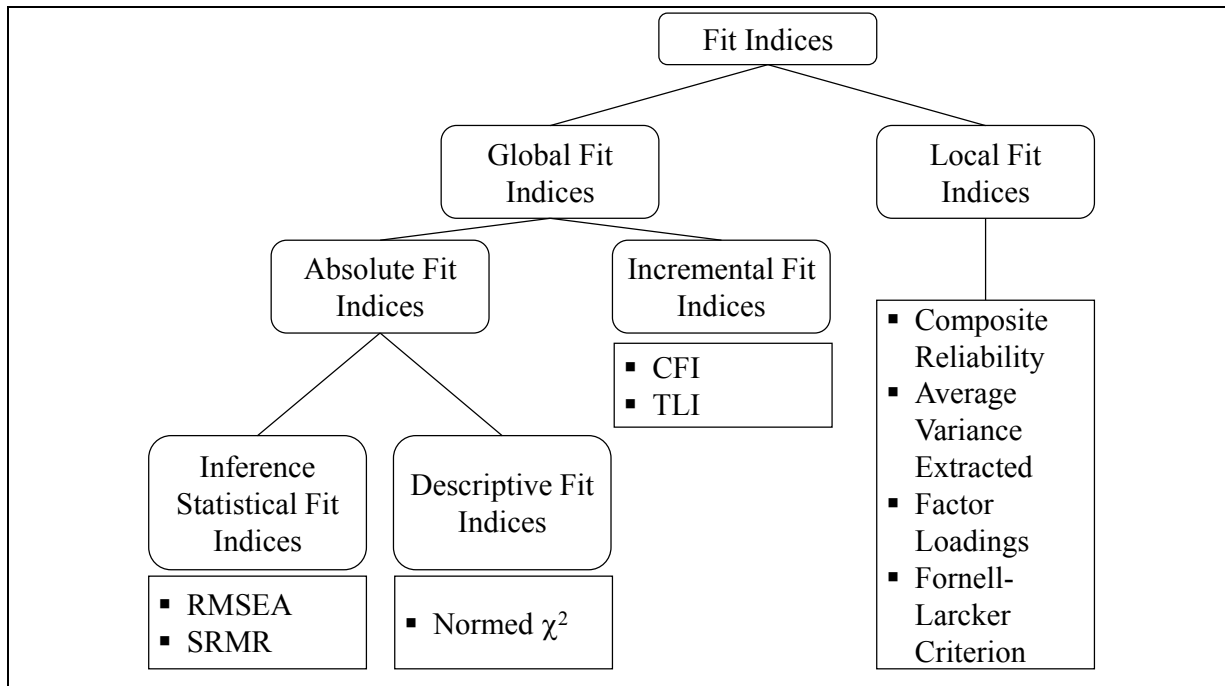 Fit Indices
Global Fit
Indices
Local Fit
Indices
Absolute Fit
Indices
Incremental Fit
Indices
▪ CFI
▪ TLI
▪ Composite
Reliability
▪ Average
Variance
Extracted
▪ Factor
Loadings
▪ Fornell-
Larcker
Criterion
Inference
Statistical Fit
Indices
Descriptive Fit
Indices
▪ RMSEA
▪ SRMR
▪ Normed χ²